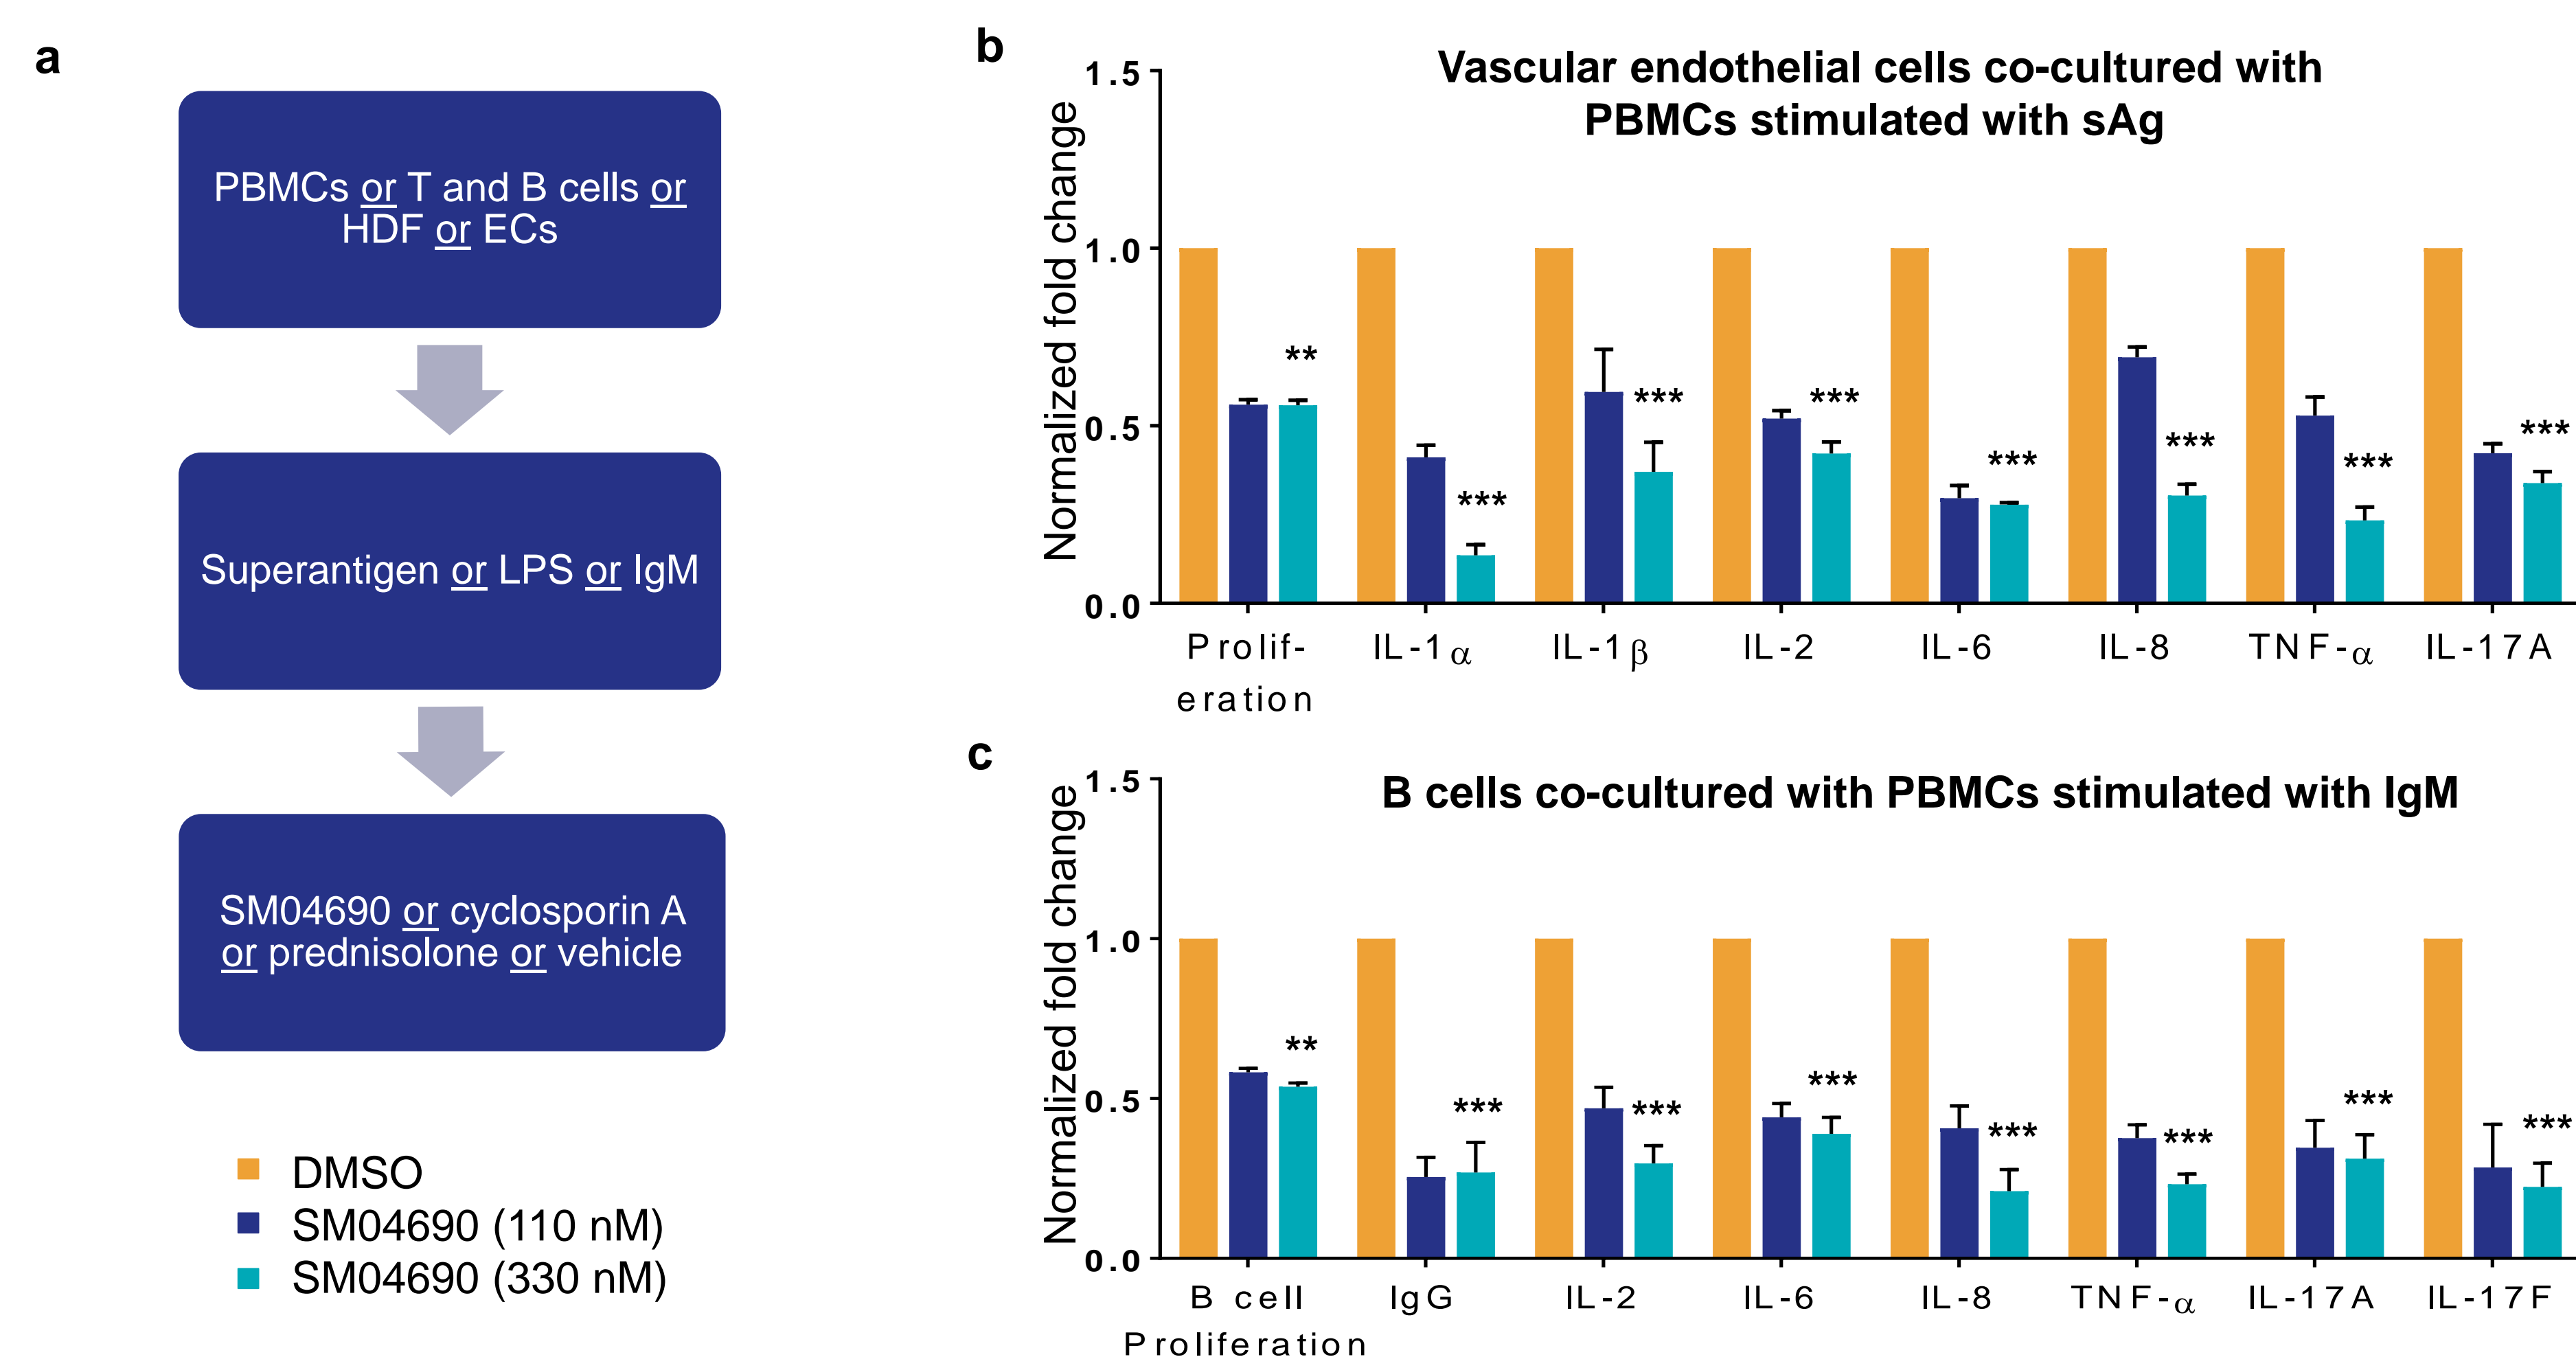 a
PBMCs or T and B cells or
HDF or ECs
Superantigen or LPS or IgM
SM04690 or cyclosporin A
or prednisolone or vehicle
DMSO
SM04690 (110 nM)
SM04690 (330 nM)
b
Vascular endothelial cells co-cultured with
PBMCs stimulated with sAg
Normalized fold change
1.5
1.0
0.5
0.0
** *** *** *** *** *** *** ***
Prolif-
eration
IL-1α
IL-1β
IL-2
IL-6
IL-8
TNF-α
IL-17A
c
B cells co-cultured with PBMCs stimulated with IgM
Normalized fold change
1.5
1.0
0.5
0.0
** *** *** *** *** *** *** ***
B cell
Proliferation
IgG
IL-2
IL-6
IL-8
TNF-α
IL-17A
IL-17F